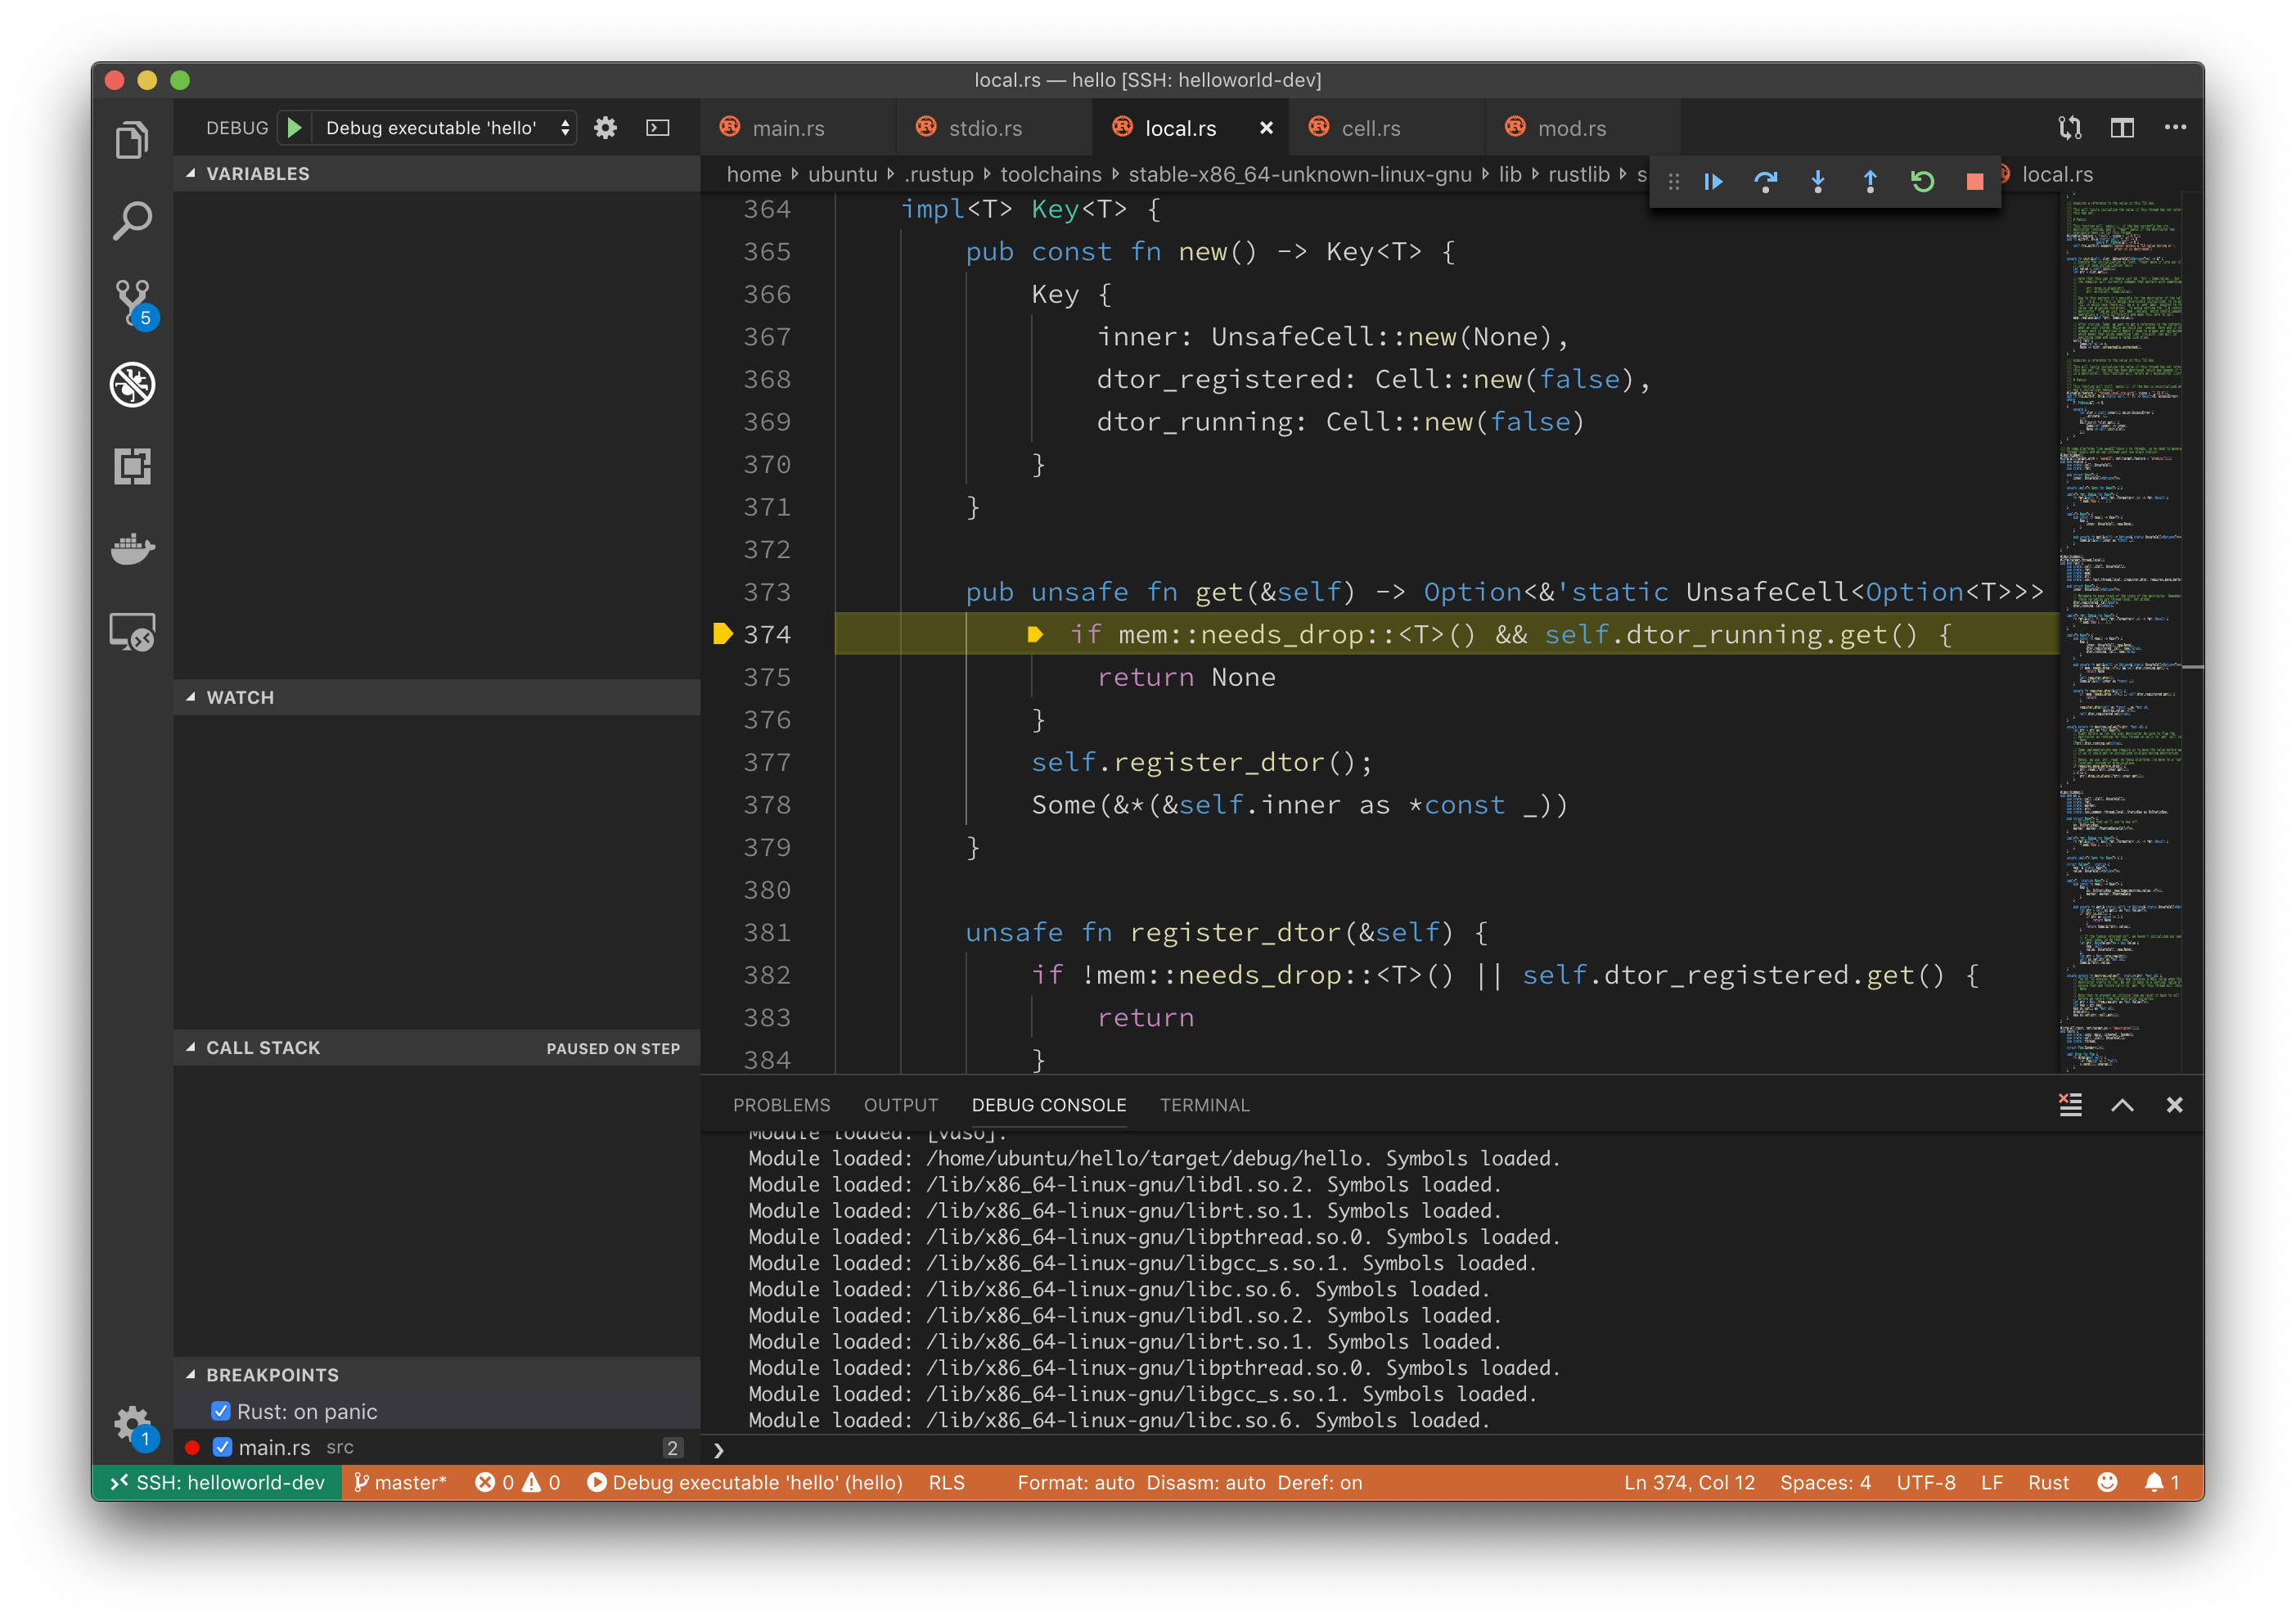 local.rs — hello [SSH: helloworld-dev]
DEBUG Debug executable 'hello'
main.rs stdio.rs local.rs cell.rs mod.rs
VARIABLES
home ubuntu .rustup toolchains stable-x86_64-unknown-linux-gnu lib rustlib s local.rs
364 impl<T> Key<T> {
365 pub const fn new() -> Key<T> {
366 Key {
367 inner: UnsafeCell::new(None),
368 dtor_registered: Cell::new(false),
369 dtor_running: Cell::new(false)
370 }
371 }
372
373 pub unsafe fn get(&self) -> Option<&'static UnsafeCell<Option<T>>>
374 if mem::needs_drop::<T>() && self.dtor_running.get() {
375 return None
376 }
377 self.register_dtor();
378 Some(&*(&self.inner as *const _))
379 }
380
381 unsafe fn register_dtor(&self) {
382 if !mem::needs_drop::<T>() || self.dtor_registered.get() {
383 return
384 }
5
WATCH
CALL STACK PAUSED ON STEP
BREAKPOINTS
Rust: on panic
main.rs src 2
1
PROBLEMS OUTPUT DEBUG CONSOLE TERMINAL
Module loaded: [vdso].
Module loaded: /home/ubuntu/hello/target/debug/hello. Symbols loaded.
Module loaded: /lib/x86_64-linux-gnu/libdl.so.2. Symbols loaded.
Module loaded: /lib/x86_64-linux-gnu/librt.so.1. Symbols loaded.
Module loaded: /lib/x86_64-linux-gnu/libpthread.so.0. Symbols loaded.
Module loaded: /lib/x86_64-linux-gnu/libgcc_s.so.1. Symbols loaded.
Module loaded: /lib/x86_64-linux-gnu/libc.so.6. Symbols loaded.
Module loaded: /lib/x86_64-linux-gnu/libdl.so.2. Symbols loaded.
Module loaded: /lib/x86_64-linux-gnu/librt.so.1. Symbols loaded.
Module loaded: /lib/x86_64-linux-gnu/libpthread.so.0. Symbols loaded.
Module loaded: /lib/x86_64-linux-gnu/libgcc_s.so.1. Symbols loaded.
Module loaded: /lib/x86_64-linux-gnu/libc.so.6. Symbols loaded.
SSH: helloworld-dev master* 0 0 Debug executable 'hello' (hello) RLS Format: auto Disasm: auto Deref: on Ln 374, Col 12 Spaces: 4 UTF-8 LF Rust 1